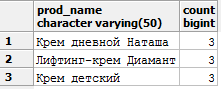 prod_name count
character varying(50) bigint
1 Крем дневной Наташа 3
2 Лифтинг-крем Диамант 3
3 Крем детский 3